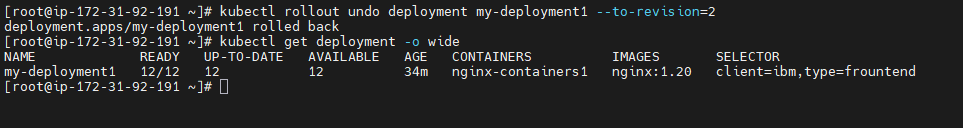 [root@ip-172-31-92-191 ~]# kubectl rollout undo deployment my-deployment1 --to-revision=2
deployment.apps/my-deployment1 rolled back
[root@ip-172-31-92-191 ~]# kubectl get deployment -o wide
NAME READY UP-TO-DATE AVAILABLE AGE CONTAINERS IMAGES SELECTOR
my-deployment1 12/12 12 12 34m nginx-containers1 nginx:1.20 client=ibm,type=frountend
[root@ip-172-31-92-191 ~]#